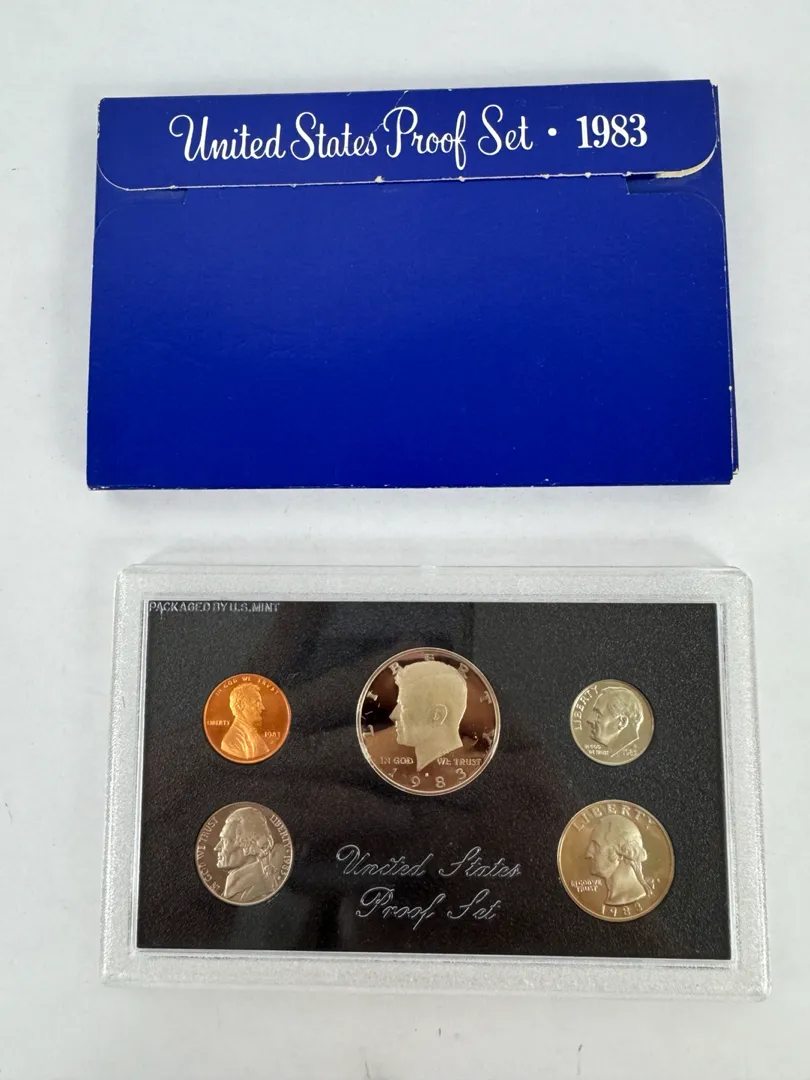 United States Proof Set · 1983
PACKAGED BY U.S. MINT
IN GOD WE TRUST
LIBERTY
1983
LIBERTY
IN GOD WE TRUST
1983
LIBERTY
IN GOD
WE TRUST
IN GOD WE TRUST
LIBERTY · 1983
United States
Proof Set
LIBERTY
IN GOD WE
TRUST
1983